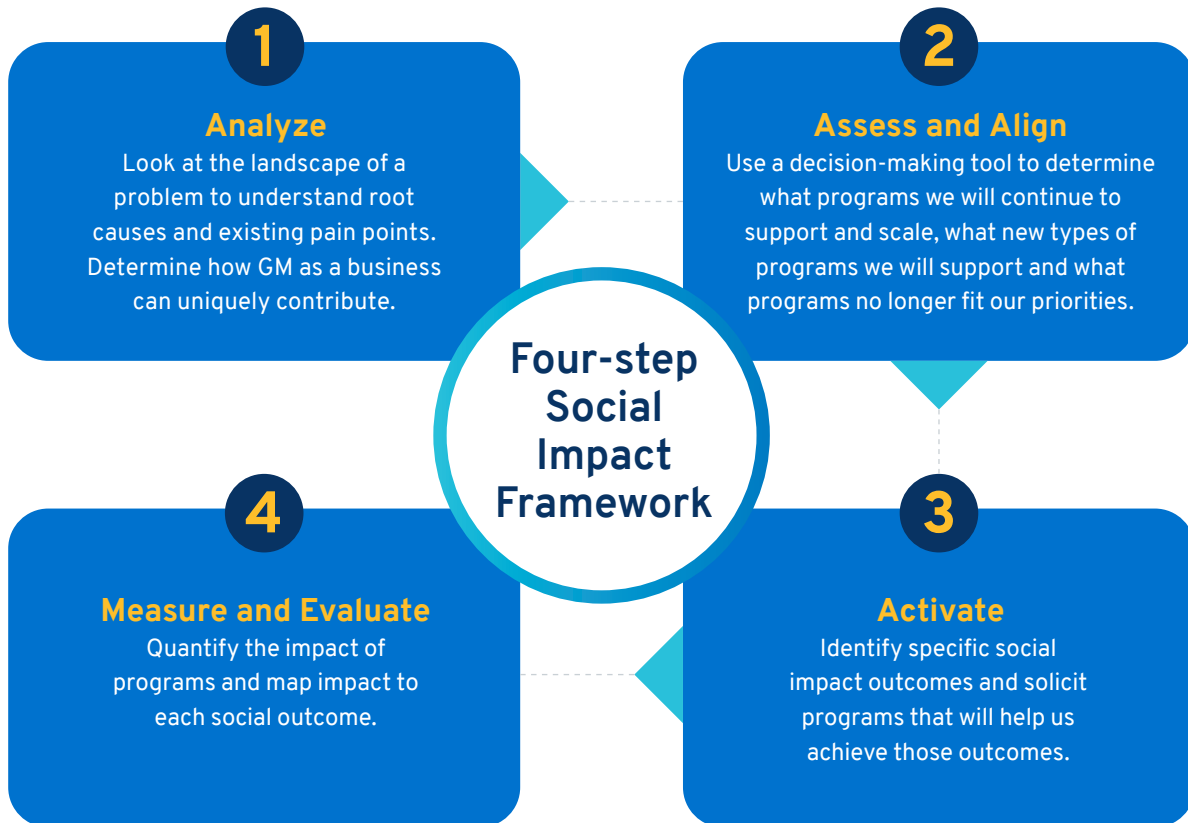 1
Analyze
Look at the landscape of a
problem to understand root
causes and existing pain points.
Determine how GM as a business
can uniquely contribute.
2
Assess and Align
Use a decision-making tool to determine
what programs we will continue to
support and scale, what new types of
programs we will support and what
programs no longer fit our priorities.
Four-step
Social
Impact
Framework
3
Activate
Identify specific social
impact outcomes and solicit
programs that will help us
achieve those outcomes.
4
Measure and Evaluate
Quantify the impact of
programs and map impact to
each social outcome.